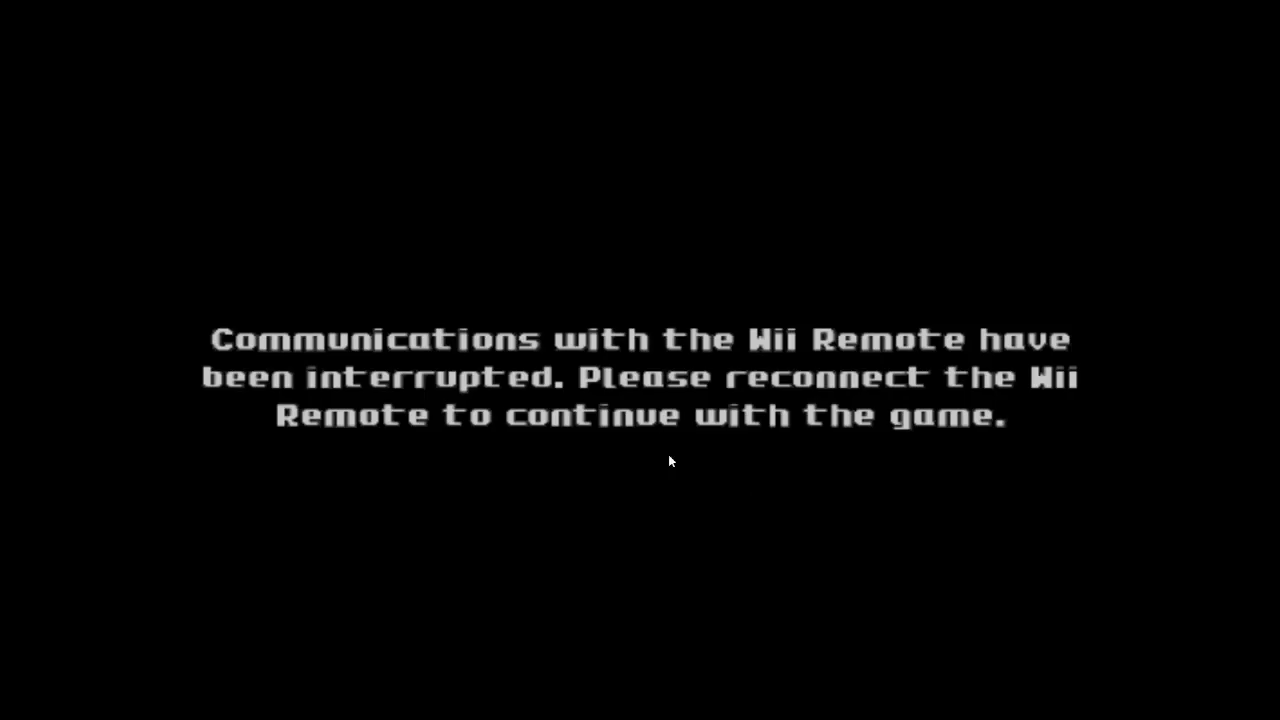 Communications with the Wii Remote have
been interrupted. Please reconnect the Wii
Remote to continue with the game.